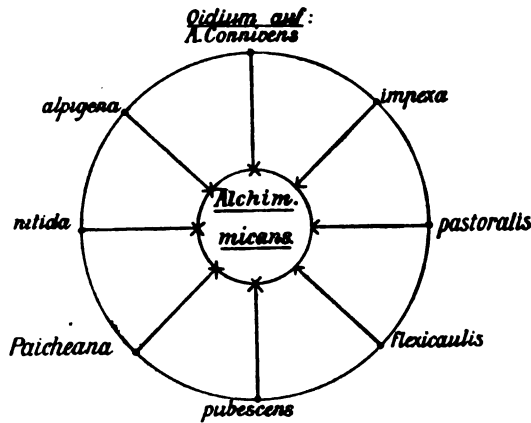 Oidium auf:
A. Connivens
alpigena
impexa
nitida
Alchim.
micans.
pastoralis
Paicheana
flexicaulis
pubescens